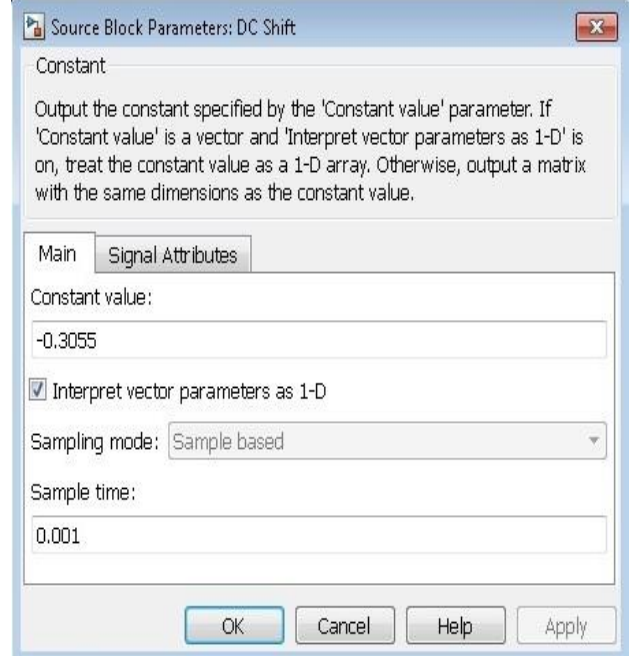 Source Block Parameters: DC Shift
Constant
Output the constant specified by the 'Constant value' parameter. If
'Constant value' is a vector and 'Interpret vector parameters as 1-D' is
on, treat the constant value as a 1-D array. Otherwise, output a matrix
with the same dimensions as the constant value.
Main Signal Attributes
Constant value:
-0.3055
Interpret vector parameters as 1-D
Sampling mode: Sample based
Sample time:
0.001
OK Cancel Help Apply